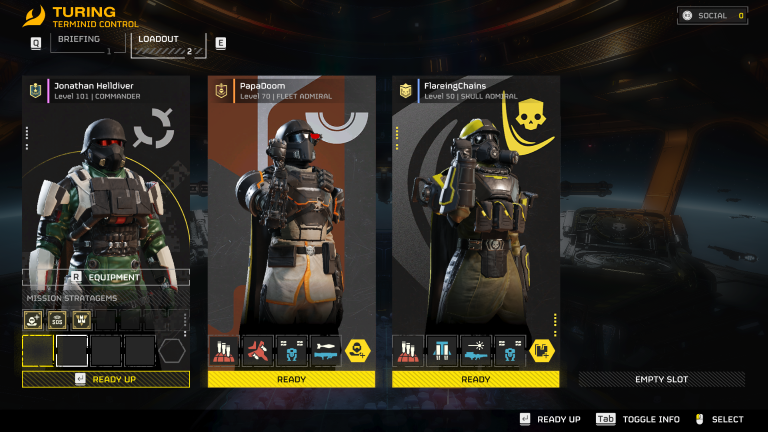 TURING
TERMINID CONTROL
SOCIAL 0
Q
BRIEFING
1
LOADOUT
2
E
Jonathan Helldiver
Level 101 | COMMANDER
PapaDoom
Level 70 | FLEET ADMIRAL
FlareingChains
Level 50 | SKULL ADMIRAL
R EQUIPMENT
MISSION STRATAGEMS
SOS
READY UP
READY
READY
EMPTY SLOT
READY UP
Tab TOGGLE INFO
SELECT